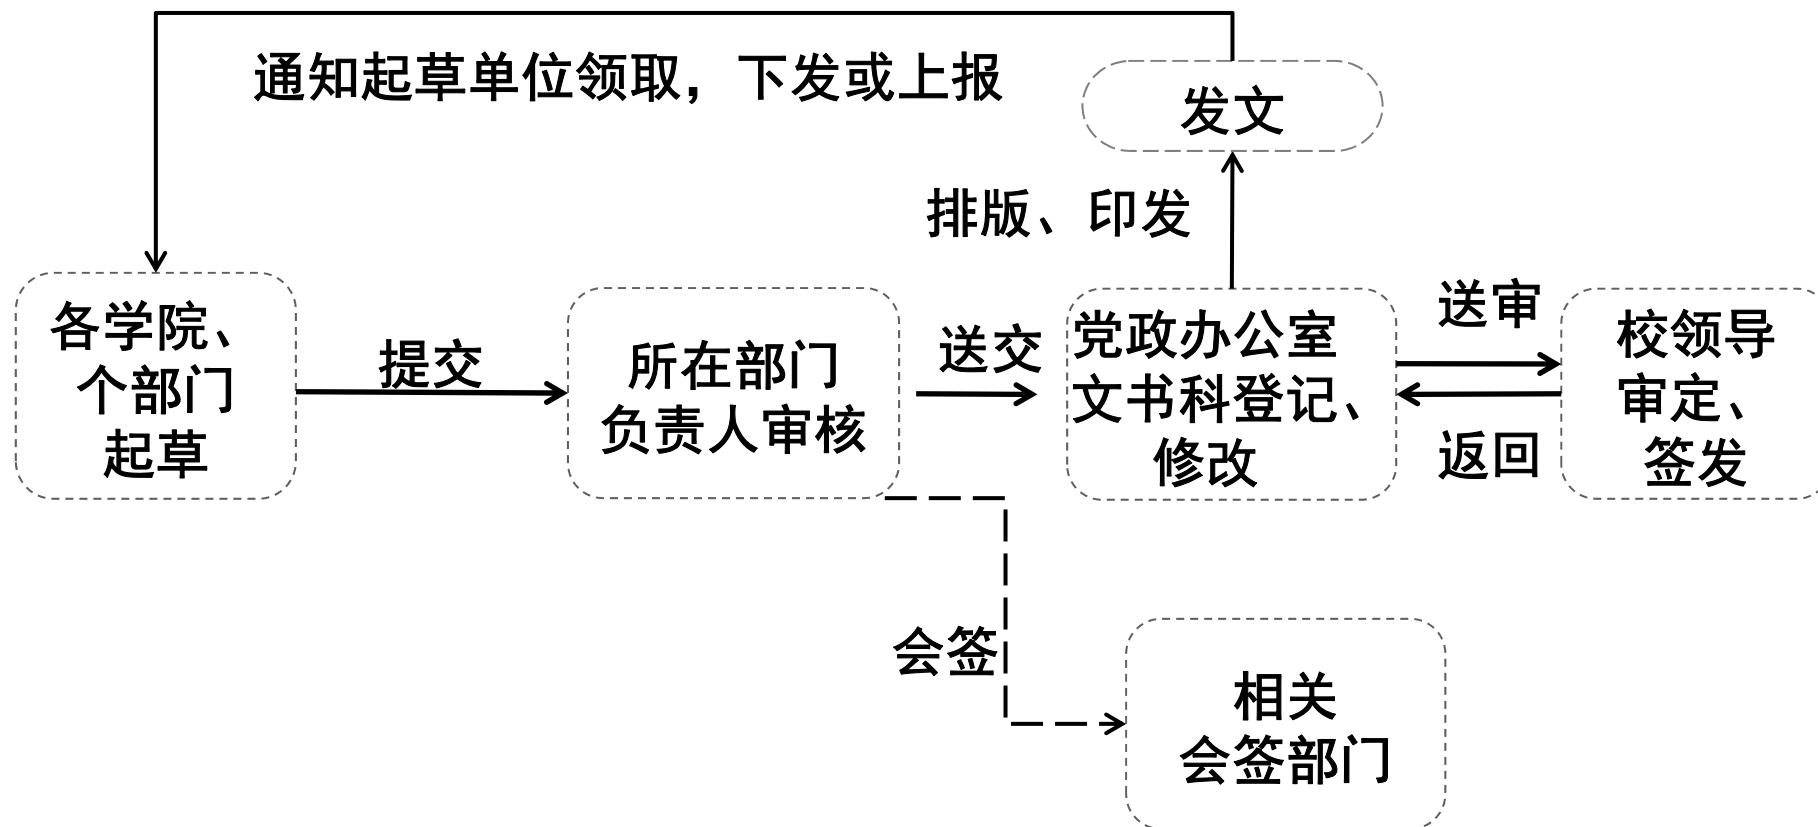 通知起草单位领取，下发或上报
发文
排版、印发
各学院、
个部门
起草
提交
所在部门
负责人审核
送交
党政办公室
文书科登记、
修改
送审
返回
校领导
审定、
签发
会签
相关
会签部门